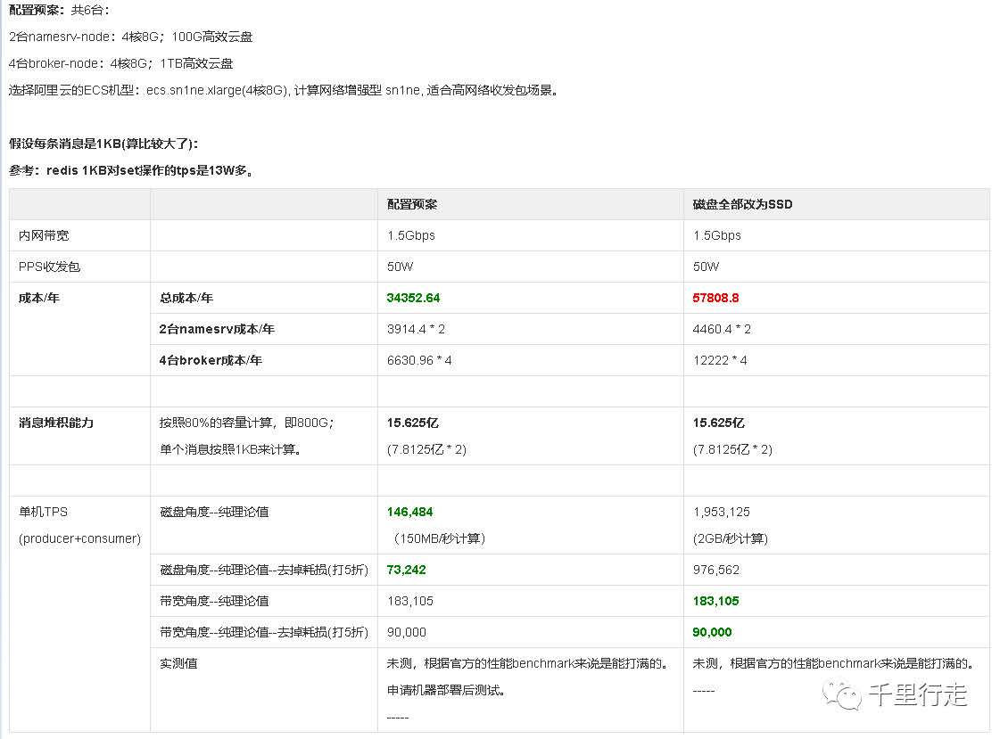 配置预案：共6台：
2台namesrv-node：4核8G；100G高效云盘
4台broker-node：4核8G；1TB高效云盘
选择阿里云的ECS机型：ecs.sn1ne.xlarge(4核8G), 计算网络增强型 sn1ne, 适合高网络收发包场景。
假设每条消息是1KB(算比较大了)：
参考：redis 1KB对set操作的tps是13W多。
配置预案 磁盘全部改为SSD
内网带宽 1.5Gbps 1.5Gbps
PPS收发包 50W 50W
成本/年 总成本/年 34352.64 57808.8
2台namesrv成本/年 3914.4 * 2 4460.4 * 2
4台broker成本/年 6630.96 * 4 12222 * 4
消息堆积能力 按照80%的容量计算，即800G； 15.625亿 15.625亿
单个消息按照1KB来计算。 (7.8125亿 * 2) (7.8125亿 * 2)
单机TPS 磁盘角度--纯理论值 146,484 1,953,125
(producer+consumer) （150MB/秒计算） (2GB/秒计算)
磁盘角度--纯理论值--去掉耗损(打5折) 73,242 976,562
带宽角度--纯理论值 183,105 183,105
带宽角度--纯理论值--去掉耗损(打5折) 90,000 90,000
实测值 未测，根据官方的性能benchmark来说是能打满的。 未测，根据官方的性能benchmark来说是能打满的。
申请机器部署后测试。 -----
-----
千里行走